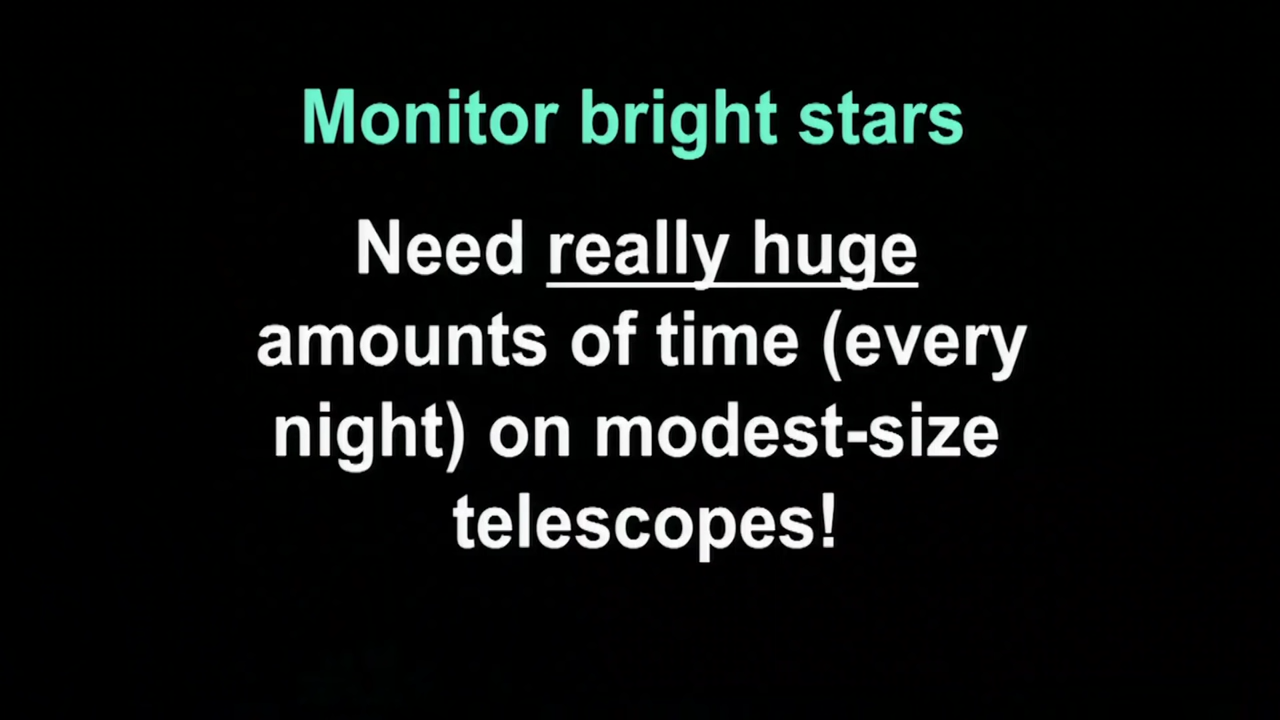 Monitor bright stars
Need really huge
amounts of time (every
night) on modest-size
telescopes!